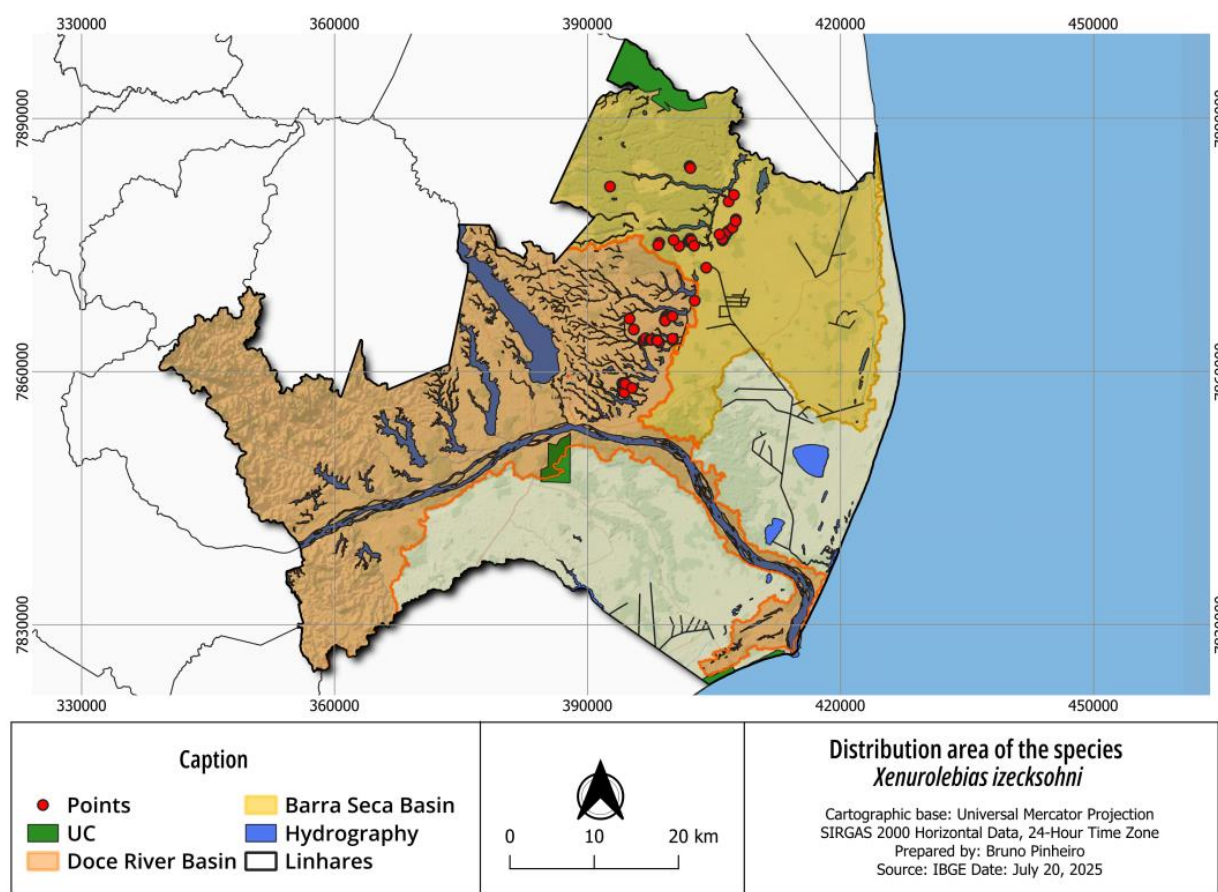 330000 360000 390000 420000 450000
7890000 7890000
7860000 7860000
7830000 7830000
330000 360000 390000 420000 450000
Caption
Points
UC
Doce River Basin
Barra Seca Basin
Hydrography
Linhares
0 10 20 km
Distribution area of the species
Xenurolebias izecksohni
Cartographic base: Universal Mercator Projection
SIRGAS 2000 Horizontal Data, 24-Hour Time Zone
Prepared by: Bruno Pinheiro
Source: IBGE Date: July 20, 2025